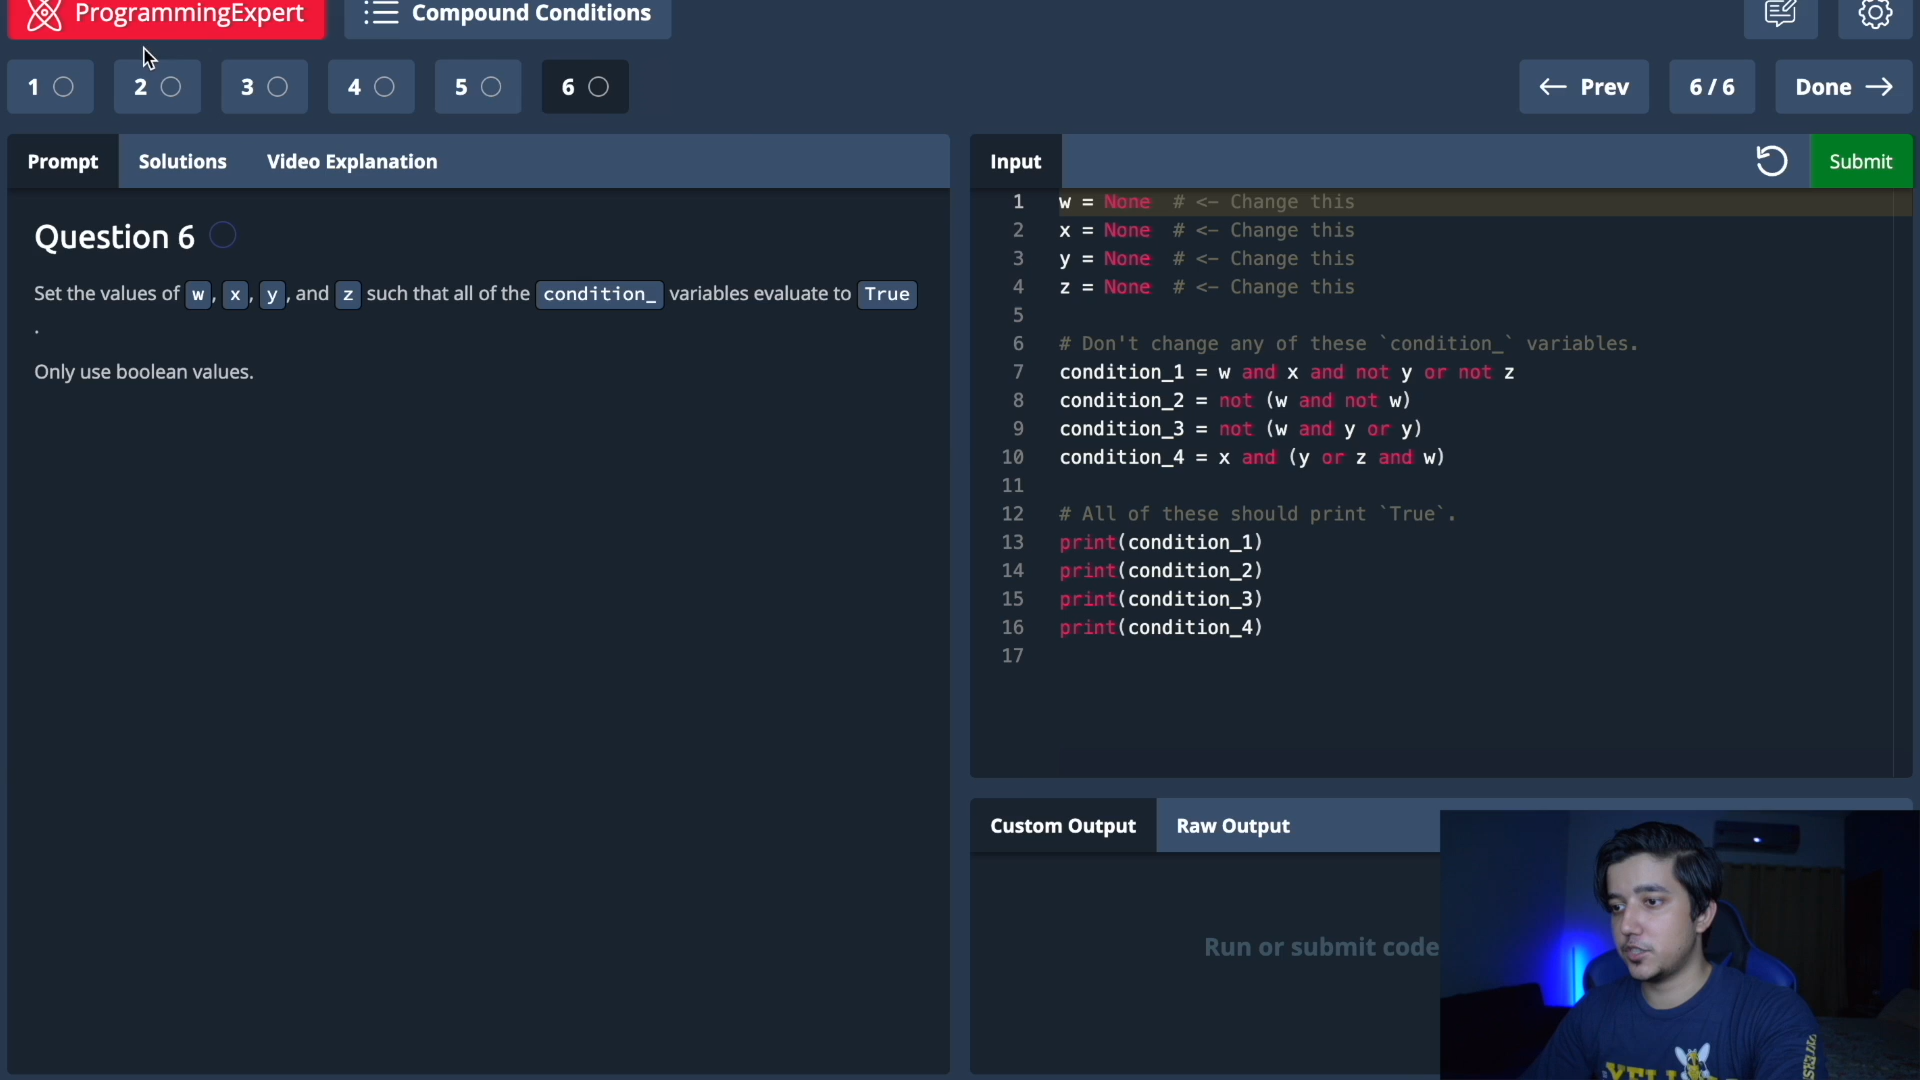 ProgrammingExpert
Compound Conditions
1
2
3
4
5
6
Prev
6 / 6
Done
Prompt
Solutions
Video Explanation
Question 6
Set the values of w, x, y, and z such that all of the condition_ variables evaluate to True
.
Only use boolean values.
Input
Submit
1 w = None # <- Change this
2 x = None # <- Change this
3 y = None # <- Change this
4 z = None # <- Change this
5
6 # Don't change any of these `condition_` variables.
7 condition_1 = w and x and not y or not z
8 condition_2 = not (w and not w)
9 condition_3 = not (w and y or y)
10 condition_4 = x and (y or z and w)
11
12 # All of these should print `True`.
13 print(condition_1)
14 print(condition_2)
15 print(condition_3)
16 print(condition_4)
17
Custom Output
Raw Output
Run or submit code